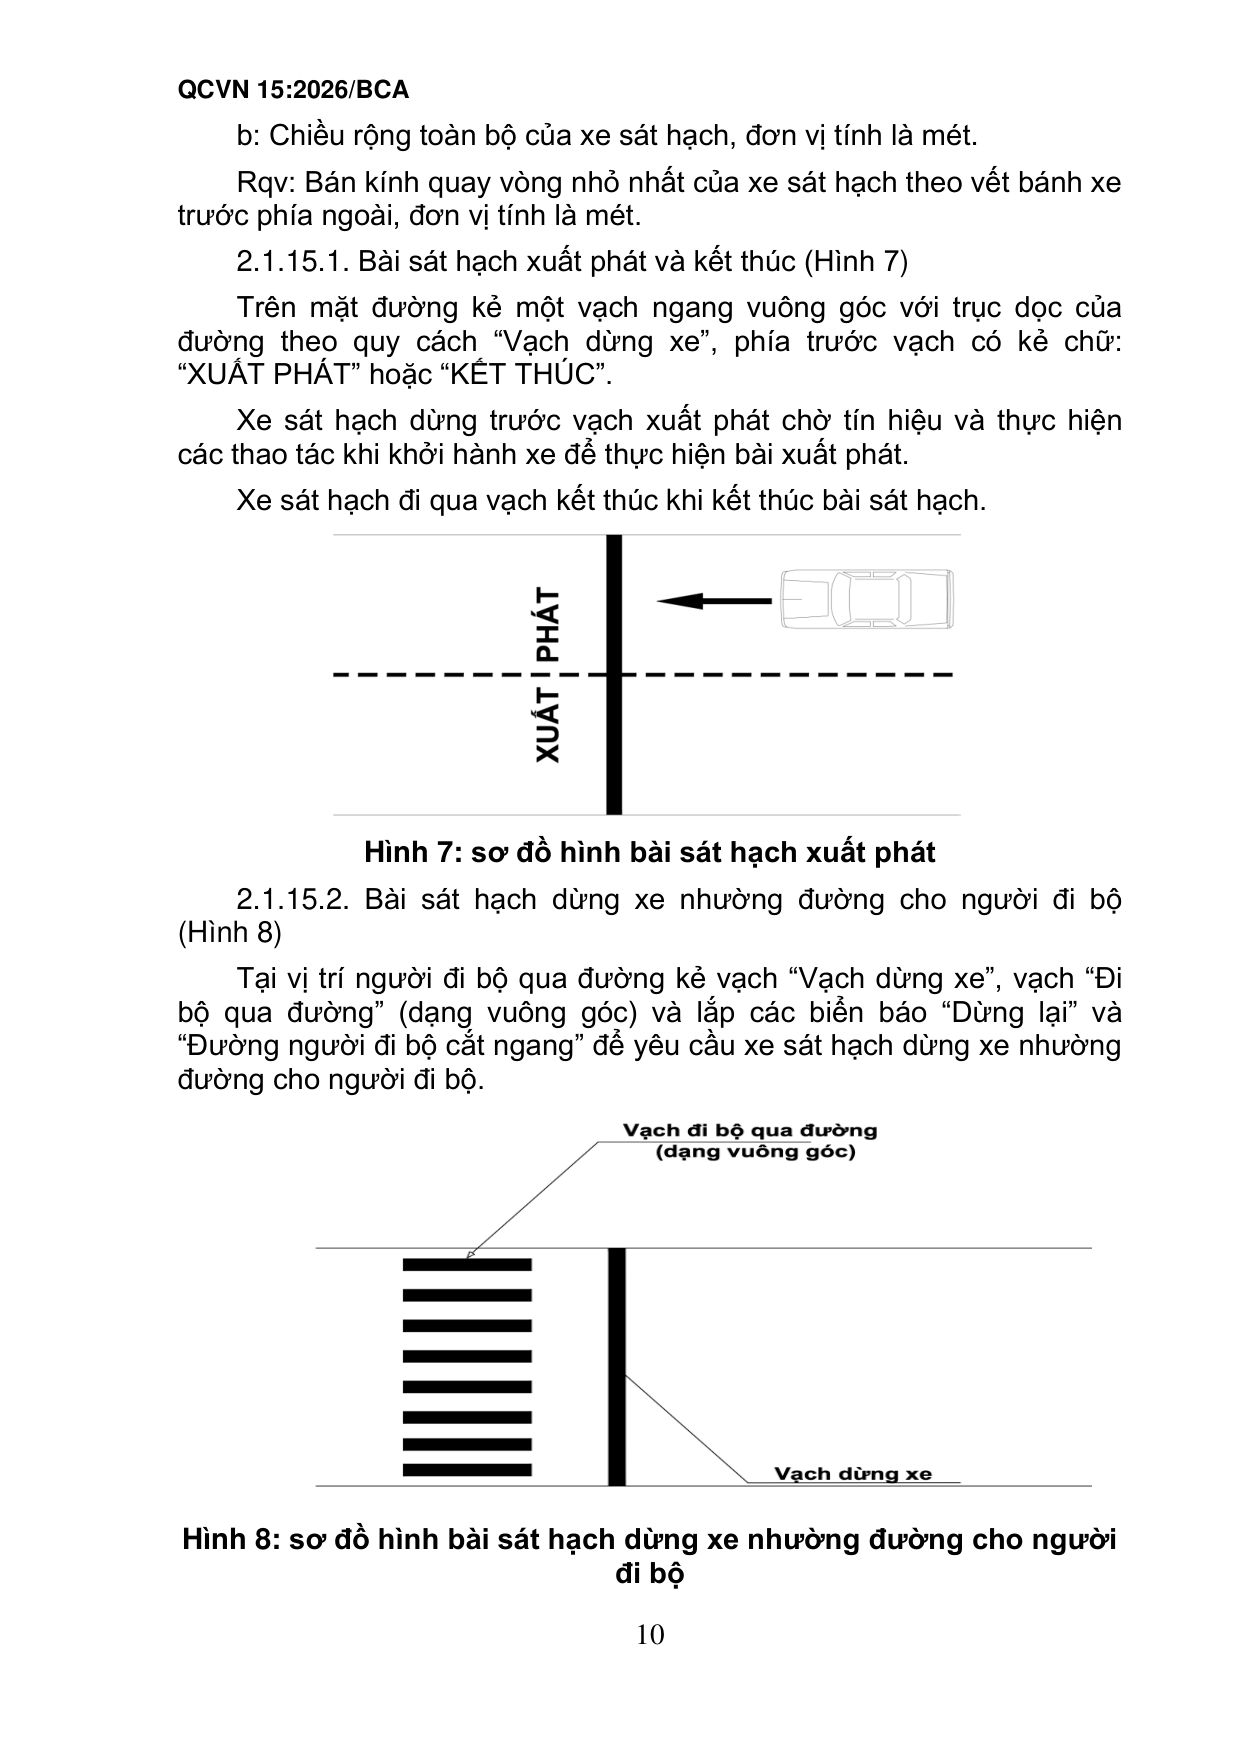 QCVN 15:2026/BCA
b: Chiều rộng toàn bộ của xe sát hạch, đơn vị tính là mét.
Rqv: Bán kính quay vòng nhỏ nhất của xe sát hạch theo vết bánh xe
trước phía ngoài, đơn vị tính là mét.
2.1.15.1. Bài sát hạch xuất phát và kết thúc (Hình 7)
Trên mặt đường kẻ một vạch ngang vuông góc với trục dọc của
đường theo quy cách “Vạch dừng xe”, phía trước vạch có kẻ chữ:
“XUẤT PHÁT” hoặc “KẾT THÚC”.
Xe sát hạch dừng trước vạch xuất phát chờ tín hiệu và thực hiện
các thao tác khi khởi hành xe để thực hiện bài xuất phát.
Xe sát hạch đi qua vạch kết thúc khi kết thúc bài sát hạch.
XUẤT PHÁT
Hình 7: sơ đồ hình bài sát hạch xuất phát
2.1.15.2. Bài sát hạch dừng xe nhường đường cho người đi bộ
(Hình 8)
Tại vị trí người đi bộ qua đường kẻ vạch “Vạch dừng xe”, vạch “Đi
bộ qua đường” (dạng vuông góc) và lắp các biển báo “Dừng lại” và
“Đường người đi bộ cắt ngang” để yêu cầu xe sát hạch dừng xe nhường
đường cho người đi bộ.
Vạch đi bộ qua đường
(dạng vuông góc)
Vạch dừng xe
Hình 8: sơ đồ hình bài sát hạch dừng xe nhường đường cho người
đi bộ
10